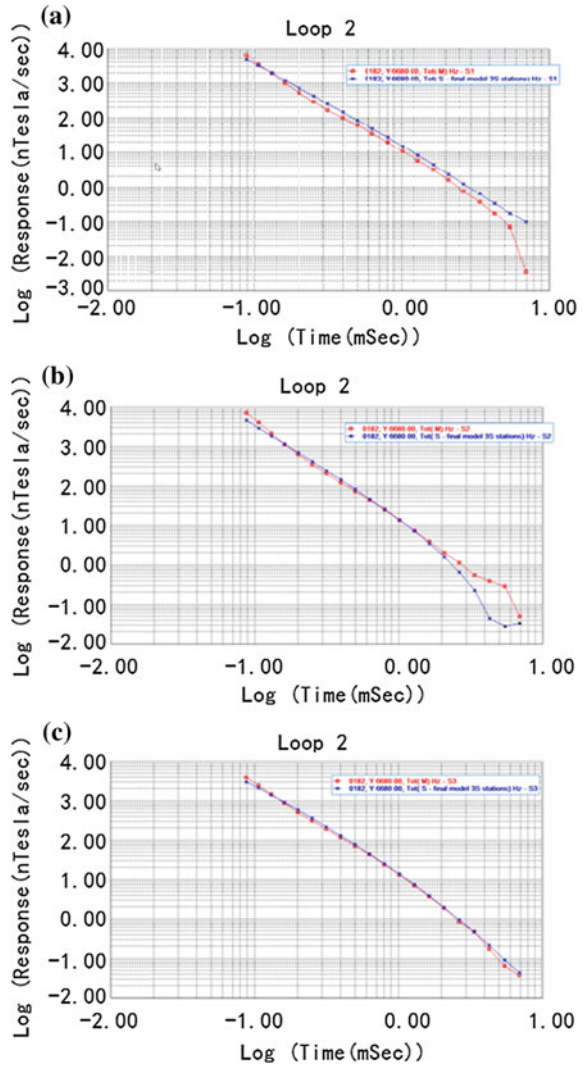 (a)
Loop 2
4.00
3.00
2.00
1.00
0.00
-1.00
-2.00
-3.00
Log (Response(nTesla/sec))
-2.00 -1.00 0.00 1.00
Log (Time(mSec))
(b)
Loop 2
0182, Y:6600.00, Tot( M) Hz - S2
0182, Y:6600.00, Tot( S - final model 3S stations) Hz - S2
4.00
3.00
2.00
1.00
0.00
-1.00
-2.00
Log (Response(nTesla/sec))
-2.00 -1.00 0.00 1.00
Log (Time(mSec))
(c)
Loop 2
0182, Y:6600.00, Tot( M) Hz - S3
0182, Y:6600.00, Tot( S - final model 3S stations) Hz - S3
4.00
3.00
2.00
1.00
0.00
-1.00
-2.00
Log (Response(nTesla/sec))
-2.00 -1.00 0.00 1.00
Log (Time(mSec))